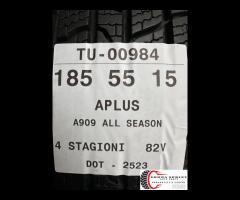 TU-00984
185 55 15
APLUS
A909 ALL SEASON
4 STAGIONI 82V
DOT - 2523